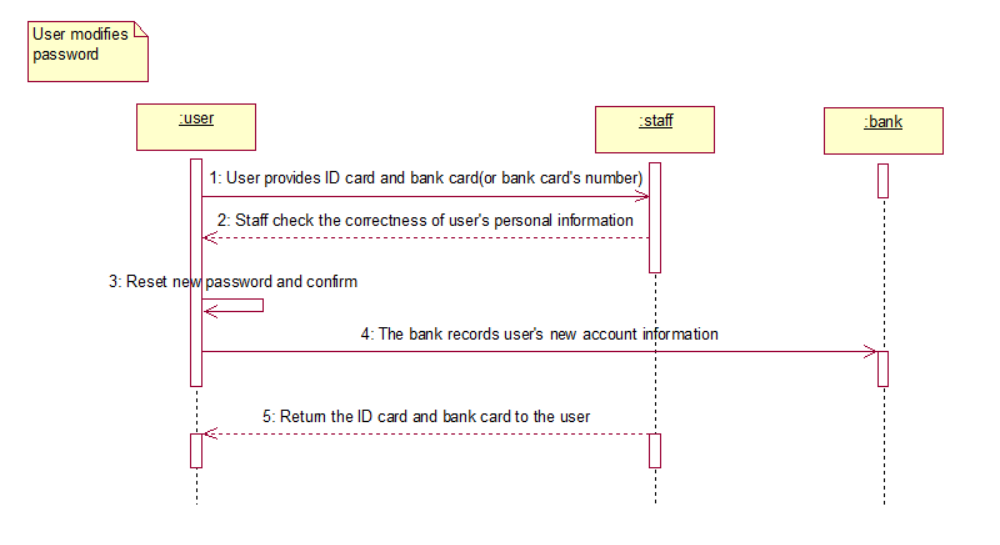 User modifies
password
:user
:staff
:bank
1: User provides ID card and bank card(or bank card's number)
2: Staff check the correctness of user's personal information
3: Reset new password and confirm
4: The bank records user's new account information
5: Return the ID card and bank card to the user